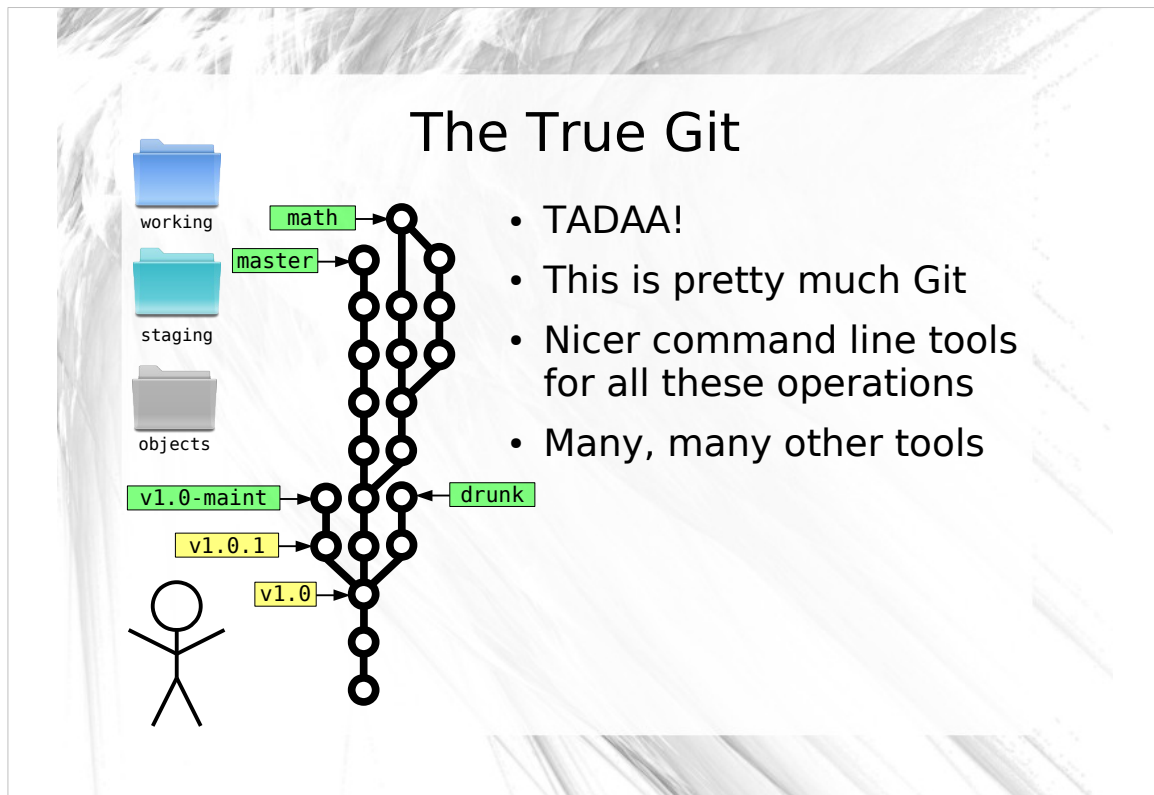 The True Git
working
staging
objects
math
master
v1.0-maint
drunk
v1.0.1
v1.0
• TADAA!
• This is pretty much Git
• Nicer command line tools
for all these operations
• Many, many other tools